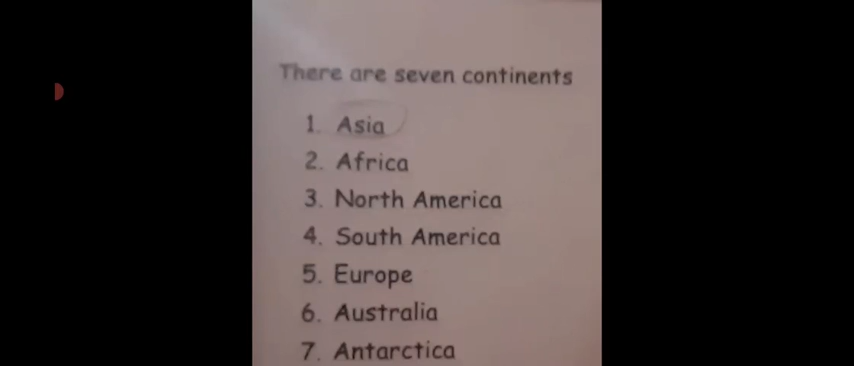 There are seven continents
1. Asia
2. Africa
3. North America
4. South America
5. Europe
6. Australia
7. Antarctica